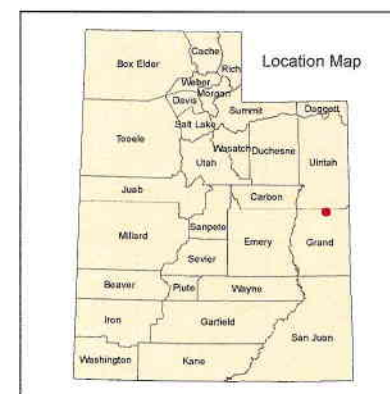 Location Map
Cache
Box Elder
Rich
Weber
Morgan
Davis
Summit
Daggett
Salt Lake
Tooele
Wasatch
Duchesne
Utah
Uintah
Juab
Carbon
Millard
Sanpete
Emery
Grand
Sevier
Beaver
Piute
Wayne
Iron
Garfield
San Juan
Washington
Kane